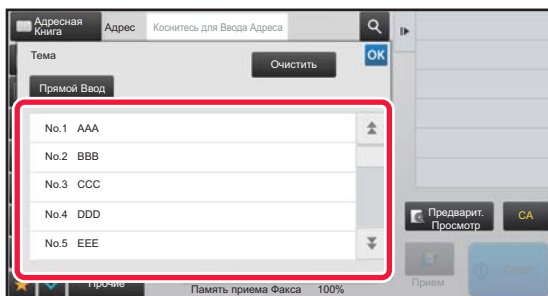 Адресная
Книга
Адрес
Коснитесь для Ввода Адреса
Тема
Очистить
OK
Прямой Ввод
No.1 AAA
No.2 BBB
No.3 CCC
No.4 DDD
No.5 EEE
Предварит.
Просмотр
CA
Прием
Старт
Прочие
Память приема Факса 100%